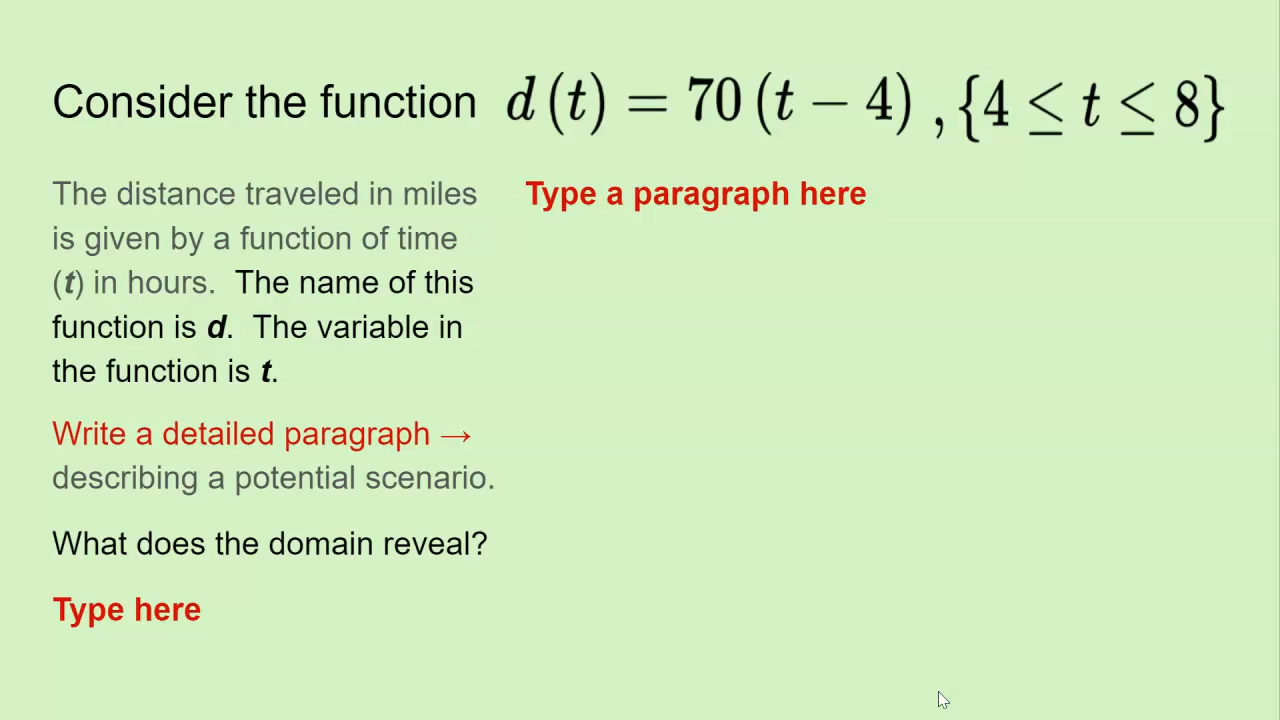 Consider the function d(t) = 70(t − 4), {4 ≤ t ≤ 8}
The distance traveled in miles
is given by a function of time
(t) in hours. The name of this
function is d. The variable in
the function is t.
Write a detailed paragraph →
describing a potential scenario.
What does the domain reveal?
Type here
Type a paragraph here